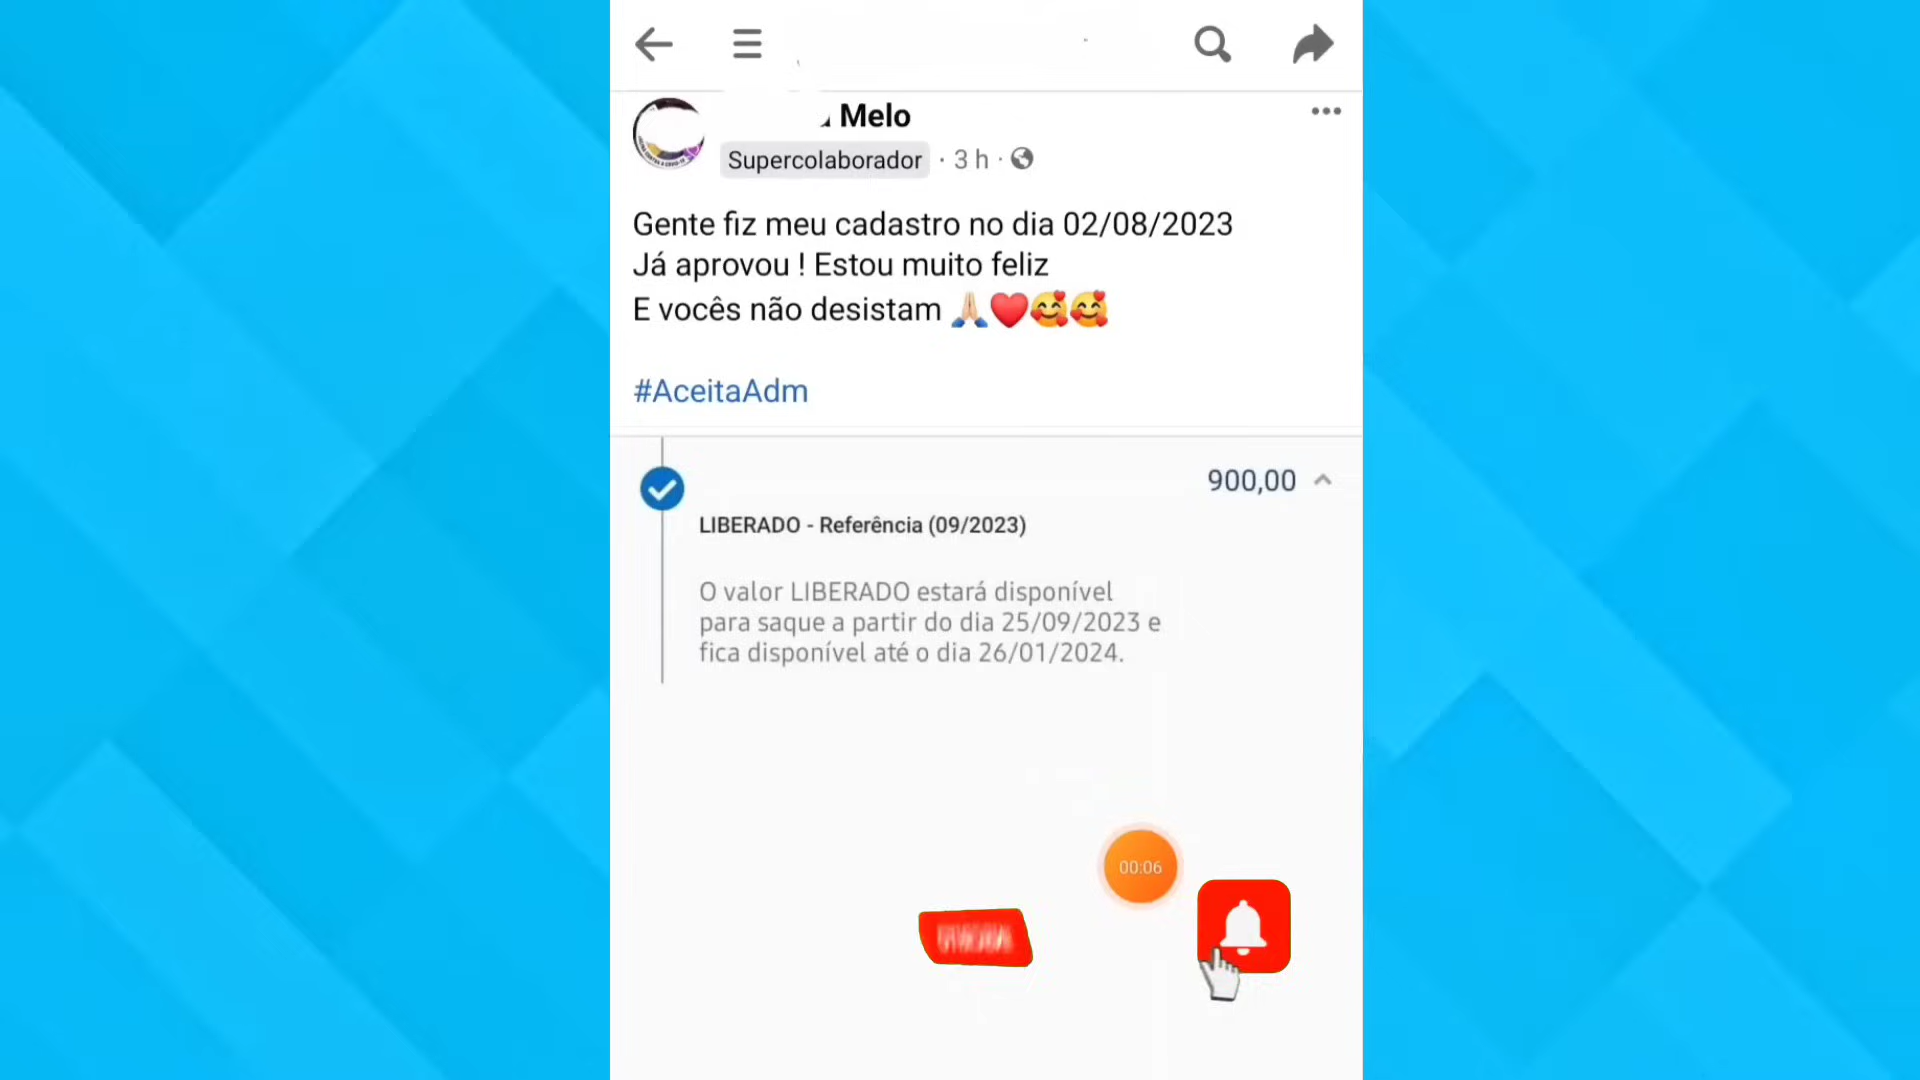 Melo
Supercolaborador · 3 h ·
Gente fiz meu cadastro no dia 02/08/2023
Já aprovou ! Estou muito feliz
E vocês não desistam 🙏🏼❤️🥰🥰
#AceitaAdm
900,00
LIBERADO - Referência (09/2023)
O valor LIBERADO estará disponível
para saque a partir do dia 25/09/2023 e
fica disponível até o dia 26/01/2024.
00:06